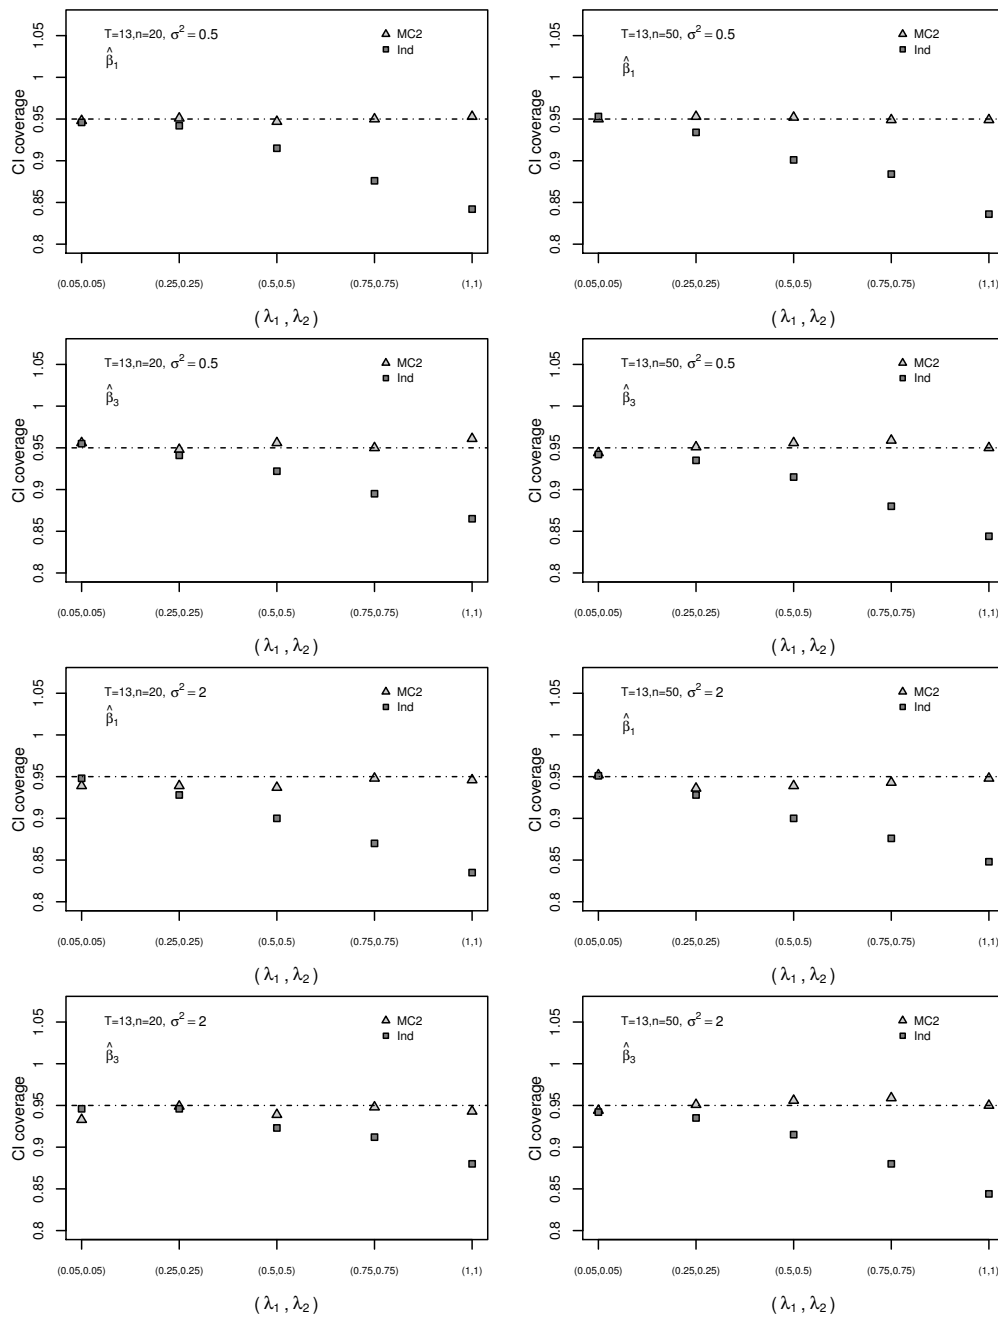 T=13,n=20, σ² = 0.5
β̂₁
MC2
Ind
CI coverage
1.05
1
0.95
0.9
0.85
0.8
(0.05,0.05) (0.25,0.25) (0.5,0.5) (0.75,0.75) (1,1)
( λ₁ , λ₂ )
T=13,n=50, σ² = 0.5
β̂₁
MC2
Ind
CI coverage
1.05
1
0.95
0.9
0.85
0.8
(0.05,0.05) (0.25,0.25) (0.5,0.5) (0.75,0.75) (1,1)
( λ₁ , λ₂ )
T=13,n=20, σ² = 0.5
β̂₃
MC2
Ind
CI coverage
1.05
1
0.95
0.9
0.85
0.8
(0.05,0.05) (0.25,0.25) (0.5,0.5) (0.75,0.75) (1,1)
( λ₁ , λ₂ )
T=13,n=50, σ² = 0.5
β̂₃
MC2
Ind
CI coverage
1.05
1
0.95
0.9
0.85
0.8
(0.05,0.05) (0.25,0.25) (0.5,0.5) (0.75,0.75) (1,1)
( λ₁ , λ₂ )
T=13,n=20, σ² = 2
β̂₁
MC2
Ind
CI coverage
1.05
1
0.95
0.9
0.85
0.8
(0.05,0.05) (0.25,0.25) (0.5,0.5) (0.75,0.75) (1,1)
( λ₁ , λ₂ )
T=13,n=50, σ² = 2
β̂₁
MC2
Ind
CI coverage
1.05
1
0.95
0.9
0.85
0.8
(0.05,0.05) (0.25,0.25) (0.5,0.5) (0.75,0.75) (1,1)
( λ₁ , λ₂ )
T=13,n=20, σ² = 2
β̂₃
MC2
Ind
CI coverage
1.05
1
0.95
0.9
0.85
0.8
(0.05,0.05) (0.25,0.25) (0.5,0.5) (0.75,0.75) (1,1)
( λ₁ , λ₂ )
T=13,n=50, σ² = 2
β̂₃
MC2
Ind
CI coverage
1.05
1
0.95
0.9
0.85
0.8
(0.05,0.05) (0.25,0.25) (0.5,0.5) (0.75,0.75) (1,1)
( λ₁ , λ₂ )